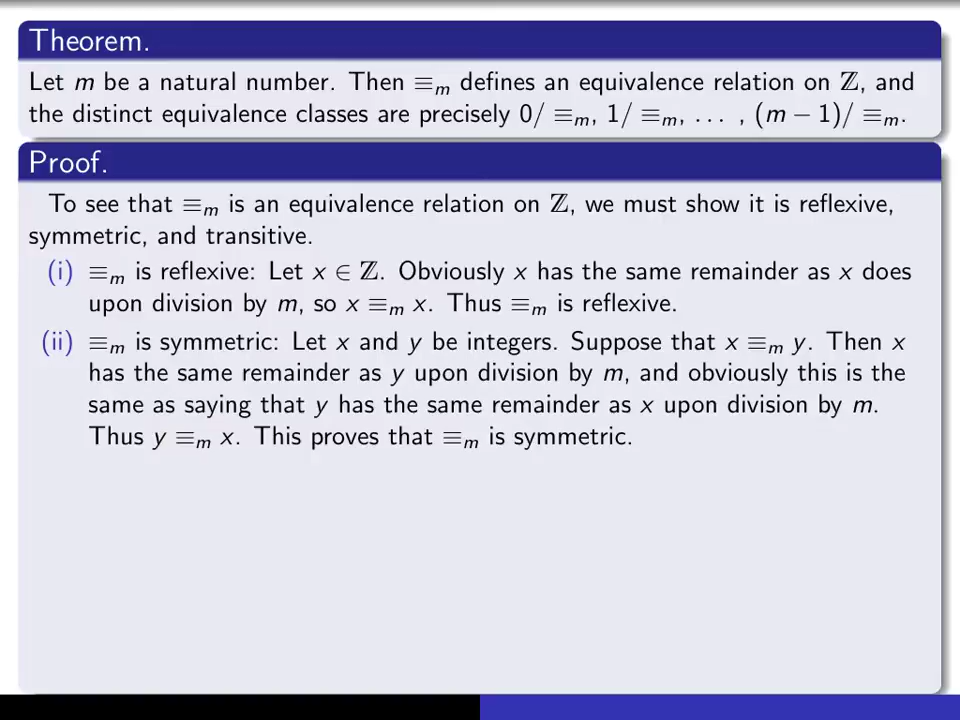 Theorem.
Let m be a natural number. Then ≡ₘ defines an equivalence relation on ℤ, and
the distinct equivalence classes are precisely 0/ ≡ₘ, 1/ ≡ₘ, . . . , (m − 1)/ ≡ₘ.
Proof.
To see that ≡ₘ is an equivalence relation on ℤ, we must show it is reflexive,
symmetric, and transitive.
(i) ≡ₘ is reflexive: Let x ∈ ℤ. Obviously x has the same remainder as x does
upon division by m, so x ≡ₘ x. Thus ≡ₘ is reflexive.
(ii) ≡ₘ is symmetric: Let x and y be integers. Suppose that x ≡ₘ y. Then x
has the same remainder as y upon division by m, and obviously this is the
same as saying that y has the same remainder as x upon division by m.
Thus y ≡ₘ x. This proves that ≡ₘ is symmetric.